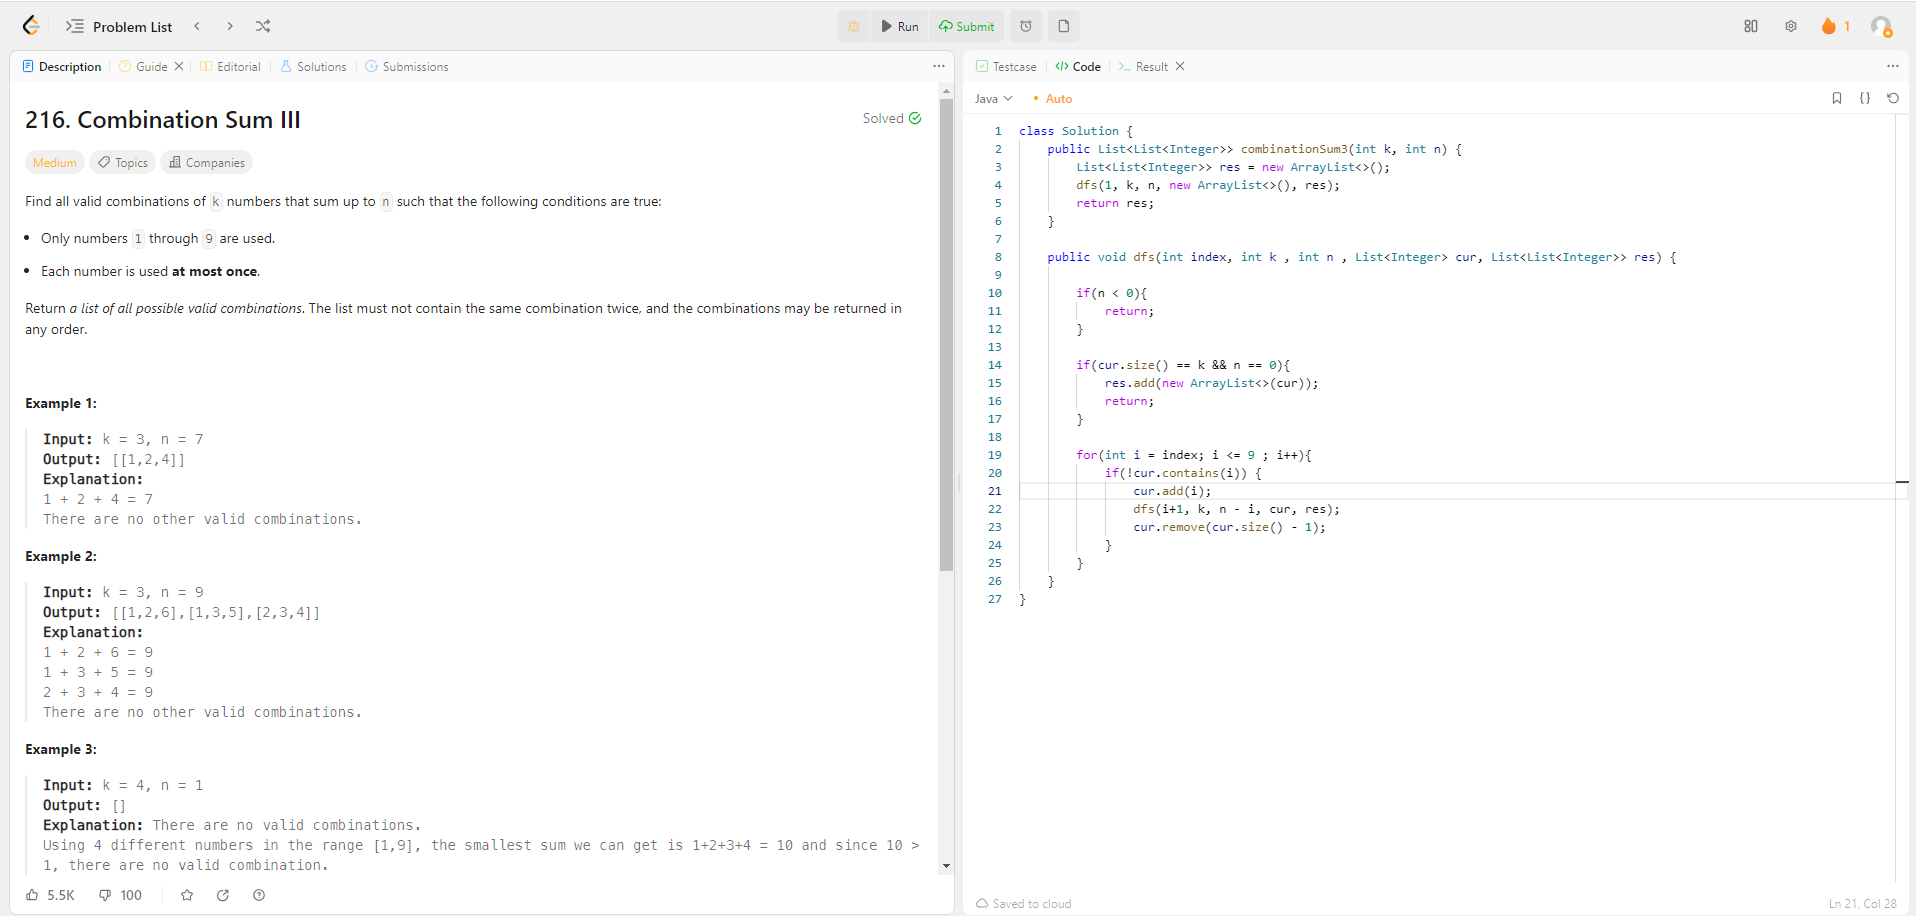 Problem List
Run
Submit
1
Description
Guide
Editorial
Solutions
Submissions
216. Combination Sum III
Solved
Medium
Topics
Companies
Find all valid combinations of k numbers that sum up to n such that the following conditions are true:
• Only numbers 1 through 9 are used.
• Each number is used at most once.
Return a list of all possible valid combinations. The list must not contain the same combination twice, and the combinations may be returned in
any order.
Example 1:
Input: k = 3, n = 7
Output: [[1,2,4]]
Explanation:
1 + 2 + 4 = 7
There are no other valid combinations.
Example 2:
Input: k = 3, n = 9
Output: [[1,2,6],[1,3,5],[2,3,4]]
Explanation:
1 + 2 + 6 = 9
1 + 3 + 5 = 9
2 + 3 + 4 = 9
There are no other valid combinations.
Example 3:
Input: k = 4, n = 1
Output: []
Explanation: There are no valid combinations.
Using 4 different numbers in the range [1,9], the smallest sum we can get is 1+2+3+4 = 10 and since 10 >
1, there are no valid combination.
5.5K
100
Testcase
</> Code
>_ Result
Java
• Auto
{}
1 class Solution {
2 public List<List<Integer>> combinationSum3(int k, int n) {
3 List<List<Integer>> res = new ArrayList<>();
4 dfs(1, k, n, new ArrayList<>(), res);
5 return res;
6 }
7
8 public void dfs(int index, int k , int n , List<Integer> cur, List<List<Integer>> res) {
9
10 if(n < 0){
11 return;
12 }
13
14 if(cur.size() == k && n == 0){
15 res.add(new ArrayList<>(cur));
16 return;
17 }
18
19 for(int i = index; i <= 9 ; i++){
20 if(!cur.contains(i)) {
21 cur.add(i);
22 dfs(i+1, k, n - i, cur, res);
23 cur.remove(cur.size() - 1);
24 }
25 }
26 }
27 }
Saved to cloud
Ln 21, Col 28